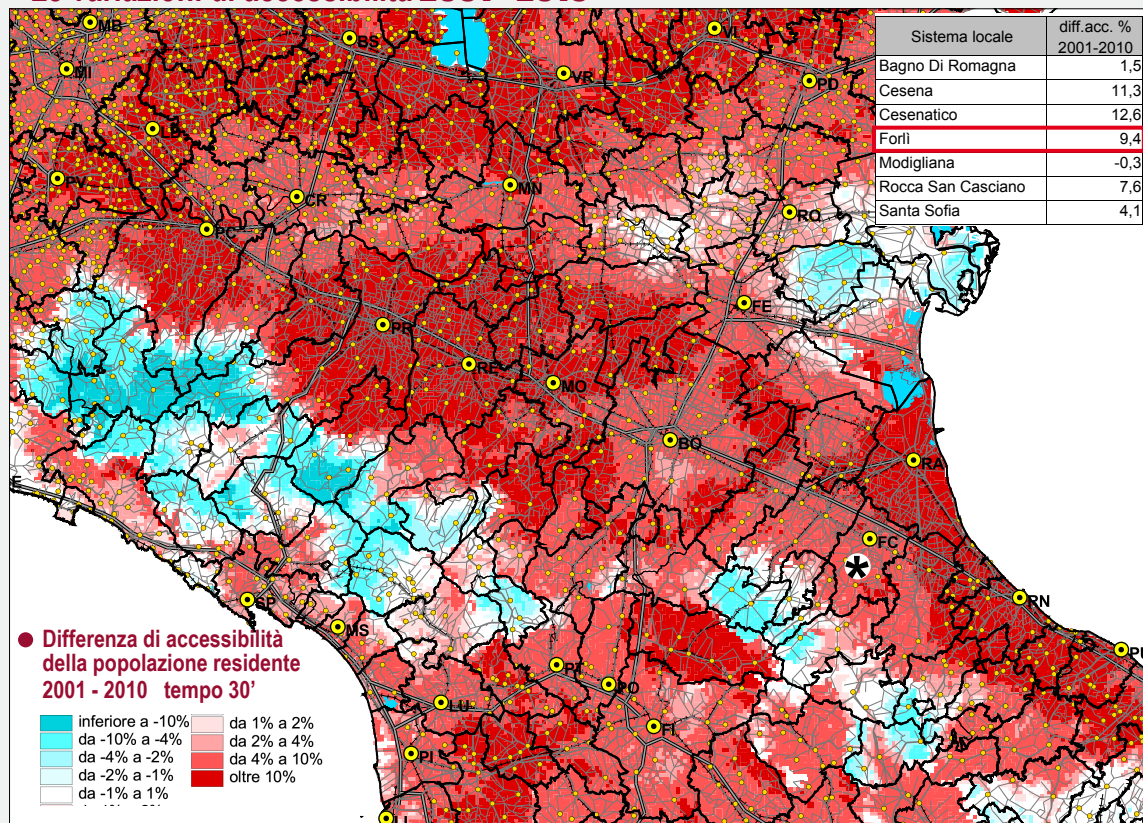 Sistema locale
diff.acc. %
2001-2010
Bagno Di Romagna 1,5
Cesena 11,3
Cesenatico 12,6
Forlì 9,4
Modigliana -0,3
Rocca San Casciano 7,6
Santa Sofia 4,1
MB
BS
VI
MI
VR
PD
PV
MN
CR
RO
PC
FE
PR
RE
MO
BO
RA
FC
*
RN
SP
MS
PT
PO
LU
FI
PI
LI
● Differenza di accessibilità
della popolazione residente
2001 - 2010 tempo 30'
inferiore a -10%
da -10% a -4%
da -4% a -2%
da -2% a -1%
da -1% a 1%
da 1% a 2%
da 2% a 4%
da 4% a 10%
oltre 10%